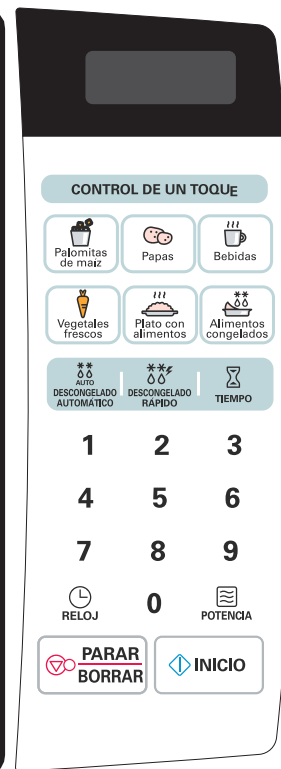 CONTROL DE UN TOQUE
Palomitas
de maız
Papas
Bebidas
Vegetales
frescos
Plato con
alimentos
Alimentos
congelados
AUTO
DESCONGELADO
AUTOMÁTICO
DESCONGELADO
RÁPIDO
TIEMPO
1 2 3
4 5 6
7 8 9
RELOJ
0
POTENCIA
PARAR
BORRAR
INICIO